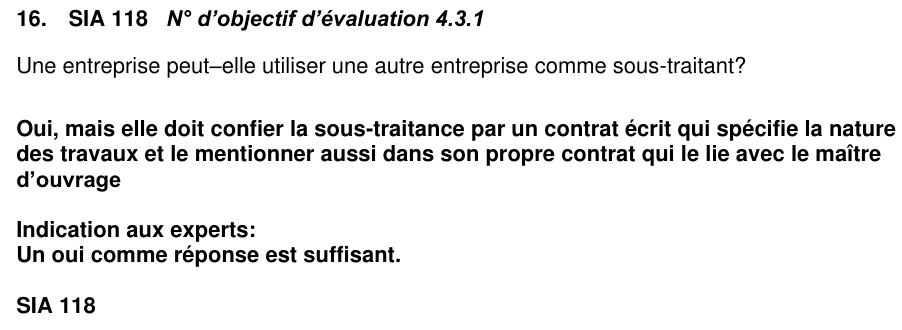 16. SIA 118 N° d’objectif d’évaluation 4.3.1
Une entreprise peut–elle utiliser une autre entreprise comme sous-traitant?
Oui, mais elle doit confier la sous-traitance par un contrat écrit qui spécifie la nature
des travaux et le mentionner aussi dans son propre contrat qui le lie avec le maître
d’ouvrage
Indication aux experts:
Un oui comme réponse est suffisant.
SIA 118